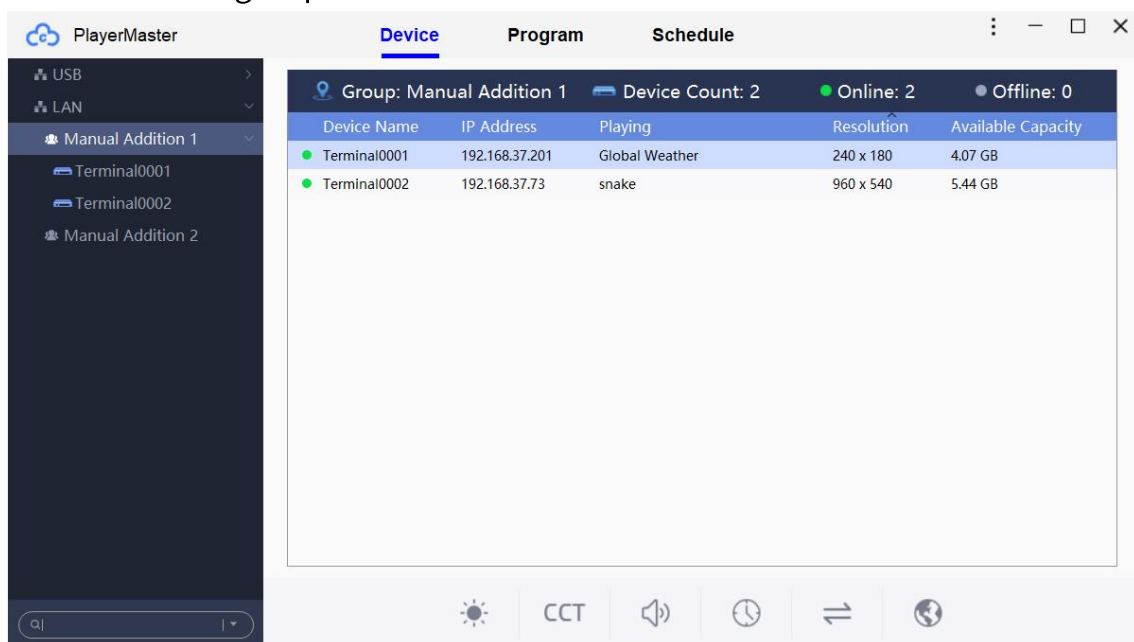 PlayerMaster
Device Program Schedule
USB
LAN
Manual Addition 1
Terminal0001
Terminal0002
Manual Addition 2
Group: Manual Addition 1 Device Count: 2 Online: 2 Offline: 0
Device Name IP Address Playing Resolution Available Capacity
Terminal0001 192.168.37.201 Global Weather 240 x 180 4.07 GB
Terminal0002 192.168.37.73 snake 960 x 540 5.44 GB
CCT